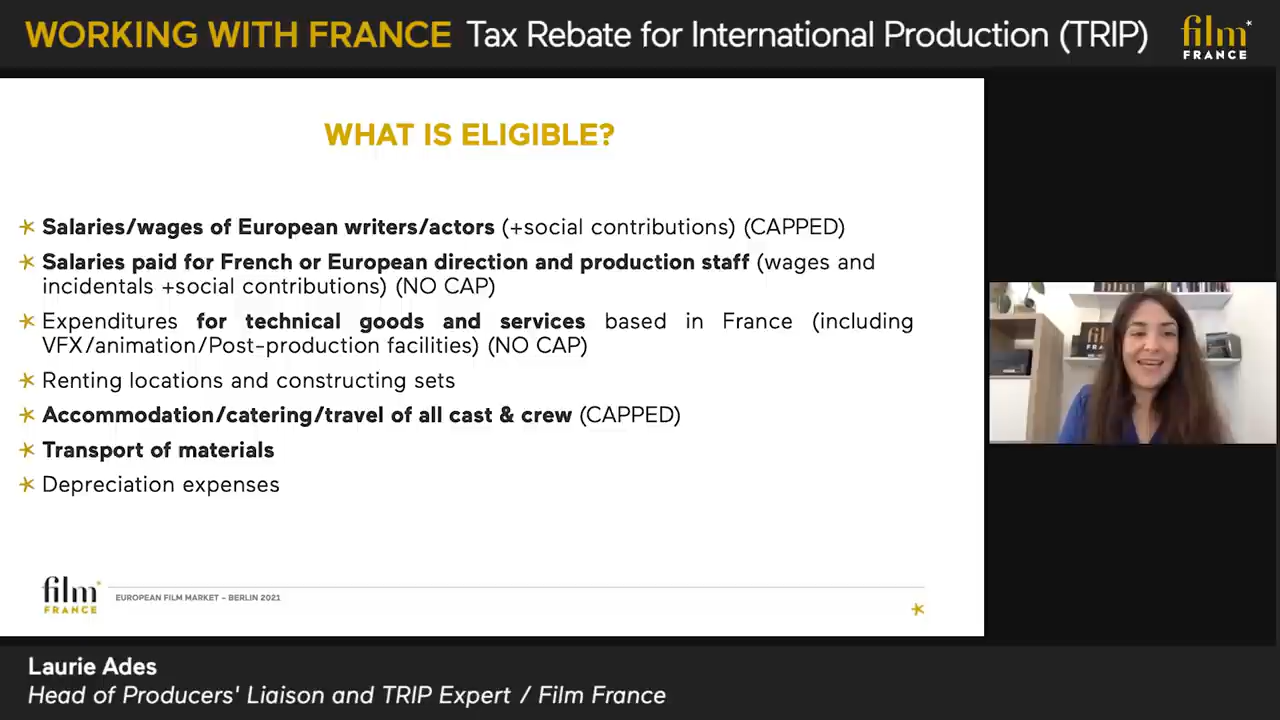 WORKING WITH FRANCE Tax Rebate for International Production (TRIP)
film
FRANCE
WHAT IS ELIGIBLE?
Salaries/wages of European writers/actors (+social contributions) (CAPPED)
Salaries paid for French or European direction and production staff (wages and
incidentals +social contributions) (NO CAP)
Expenditures for technical goods and services based in France (including
VFX/animation/Post-production facilities) (NO CAP)
Renting locations and constructing sets
Accommodation/catering/travel of all cast & crew (CAPPED)
Transport of materials
Depreciation expenses
film
FRANCE
EUROPEAN FILM MARKET – BERLIN 2021
Laurie Ades
Head of Producers' Liaison and TRIP Expert / Film France